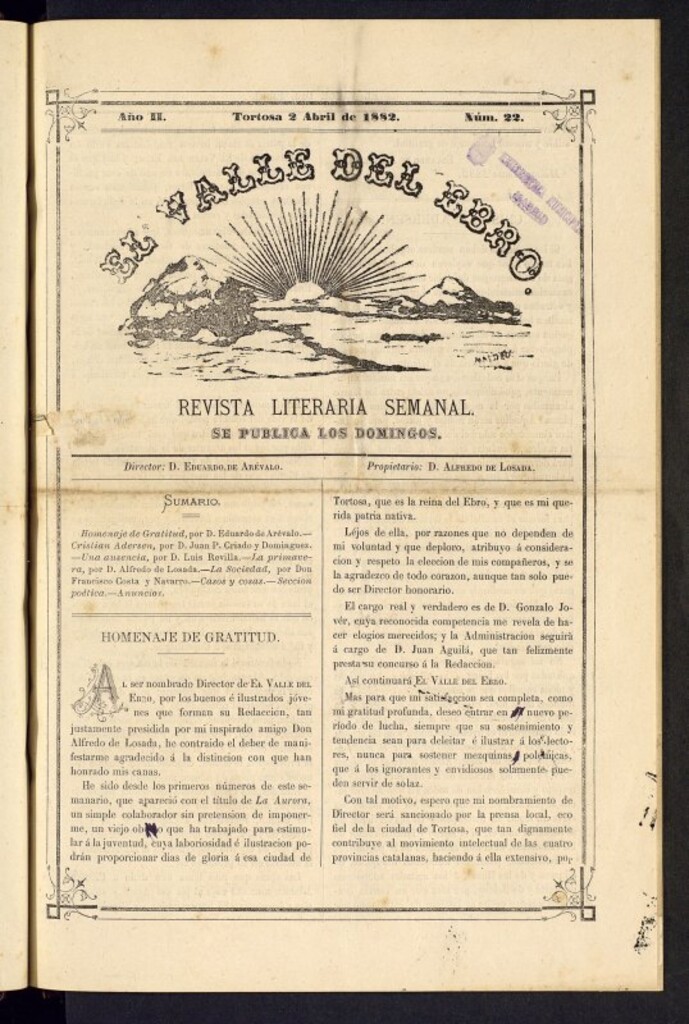 Año II.
Tortosa 2 Abril de 1882.
Núm. 22.
EL VALLE DEL EBRO.
REVISTA LITERARIA SEMANAL.
SE PUBLICA LOS DOMINGOS.
Director: D. EDUARDO DE ARÉVALO.
Propietario: D. ALFREDO DE LOSADA.
SUMARIO.
Homenaje de Gratitud, por D. Eduardo de Arévalo.—
Cristian Adersen, por D. Juan P. Criado y Dominguez.
—Una ausencia, por D. Luis Revilla.—La primave-
ra, por D. Alfredo de Losada.—La Sociedad, por Don
Francisco Costa y Navarro.—Casos y cosas.—Seccion
poética.—Anuncios.
HOMENAJE DE GRATITUD.
AL ser nombrado Director de EL VALLE DEL
EBRO, por los buenos é ilustrados jóve-
nes que forman su Redaccion, tan
justamente presidida por mi inspirado amigo Don
Alfredo de Losada, he contraido el deber de mani-
festarme agradecido á la distincion con que han
honrado mis canas.
He sido desde los primeros números de este se-
manario, que apareció con el título de La Aurora,
un simple colaborador sin pretension de imponer-
me, un viejo que ha trabajado para estimu-
lar á la juventud, cuya laboriosidad é ilustracion po-
drán proporcionar dias de gloria á esa ciudad de
Tortosa, que es la reina del Ebro, y que es mi que-
rida patria nativa.
Léjos de ella, por razones que no dependen de
mi voluntad y que deploro, atribuyo á considera-
cion y respeto la eleccion de mis compañeros, y se
la agradezco de todo corazon, aunque tan solo pue-
do ser Director honorario.
El cargo real y verdadero es de D. Gonzalo Jo-
vér, cuya reconocida competencia me revela de ha-
cer elogios merecidos; y la Administracion seguirá
á cargo de D. Juan Aguilá, que tan felizmente
presta su concurso á la Redaccion.
Así continuará EL VALLE DEL EBRO.
Mas para que mi satisfaccion sea completa, como
mi gratitud profunda, deseo entrar en nuevo pe-
ríodo de lucha, siempre que su sostenimiento y
tendencia sean para deleitar é ilustrar á los lecto-
res, nunca para sostener mezquinas polémicas,
que á los ignorantes y envidiosos solamente pue-
den servir de solaz.
Con tal motivo, espero que mi nombramiento de
Director será sancionado por la prensa local, eco
fiel de la ciudad de Tortosa, que tan dignamente
contribuye al movimiento intelectual de las cuatro
provincias catalanas, haciendo á ella extensivo, por